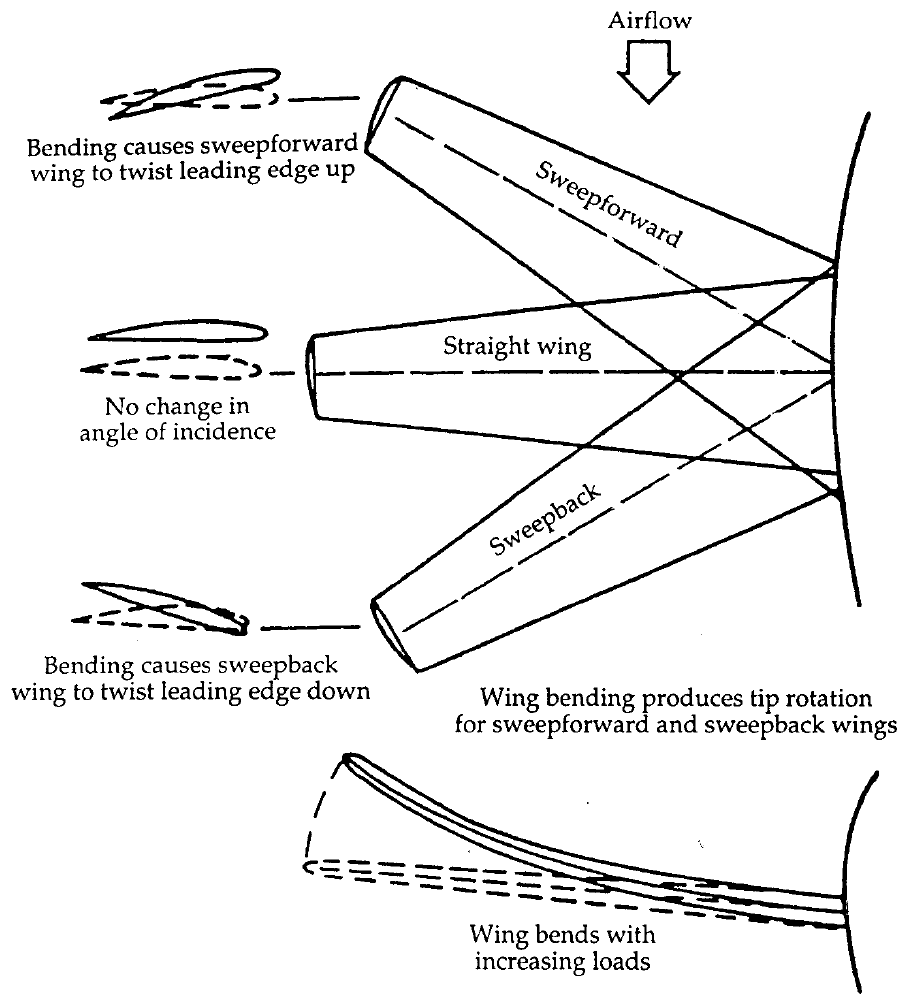 Airflow
Bending causes sweepforward
wing to twist leading edge up
Sweepforward
Straight wing
No change in
angle of incidence
Sweepback
Bending causes sweepback
wing to twist leading edge down
Wing bending produces tip rotation
for sweepforward and sweepback wings
Wing bends with
increasing loads